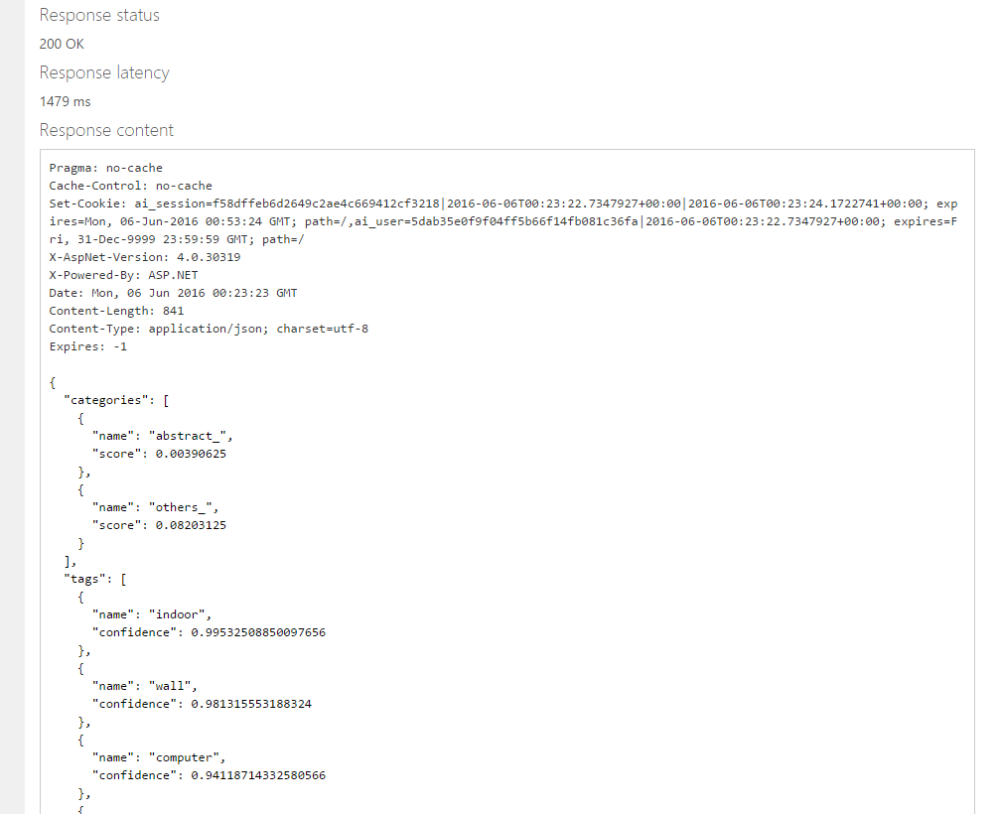 Response status
200 OK
Response latency
1479 ms
Response content
Pragma: no-cache
Cache-Control: no-cache
Set-Cookie: ai_session=f58dffeb6d2649c2ae4c669412cf3218|2016-06-06T00:23:22.7347927+00:00|2016-06-06T00:23:24.1722741+00:00; exp
ires=Mon, 06-Jun-2016 00:53:24 GMT; path=/,ai_user=5dab35e0f9f04ff5b66f14fb081c36fa|2016-06-06T00:23:22.7347927+00:00; expires=F
ri, 31-Dec-9999 23:59:59 GMT; path=/
X-AspNet-Version: 4.0.30319
X-Powered-By: ASP.NET
Date: Mon, 06 Jun 2016 00:23:23 GMT
Content-Length: 841
Content-Type: application/json; charset=utf-8
Expires: -1
{
"categories": [
{
"name": "abstract_",
"score": 0.00390625
},
{
"name": "others_",
"score": 0.08203125
}
],
"tags": [
{
"name": "indoor",
"confidence": 0.99532508850097656
},
{
"name": "wall",
"confidence": 0.981315553188324
},
{
"name": "computer",
"confidence": 0.94118714332580566
},
{